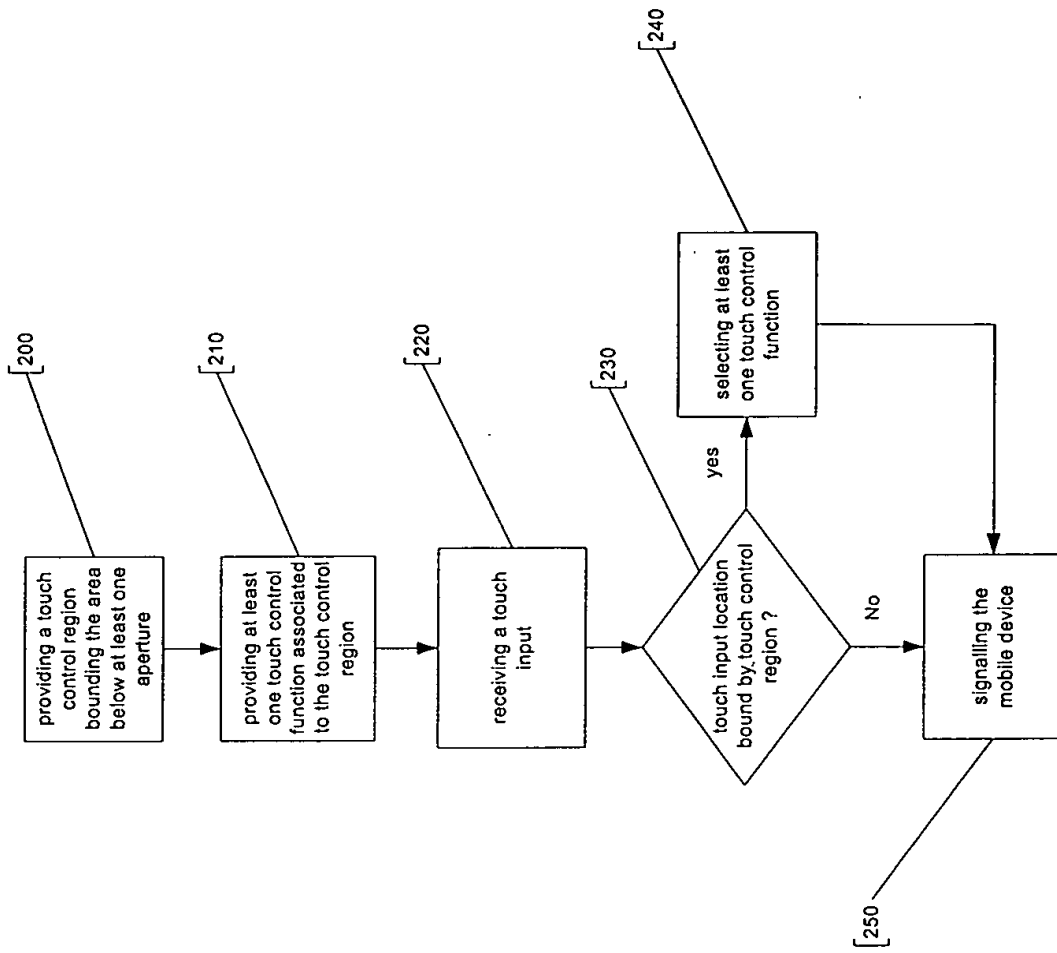 [200
providing a touch
control region
bounding the area
below at least one
aperture
[210
providing at least
one touch control
function associated
to the touch control
region
[220
receiving a touch
input
[230
touch input location
bound by touch control
region ?
yes
[240
selecting at least
one touch control
function
No
signalling the
mobile device
[250